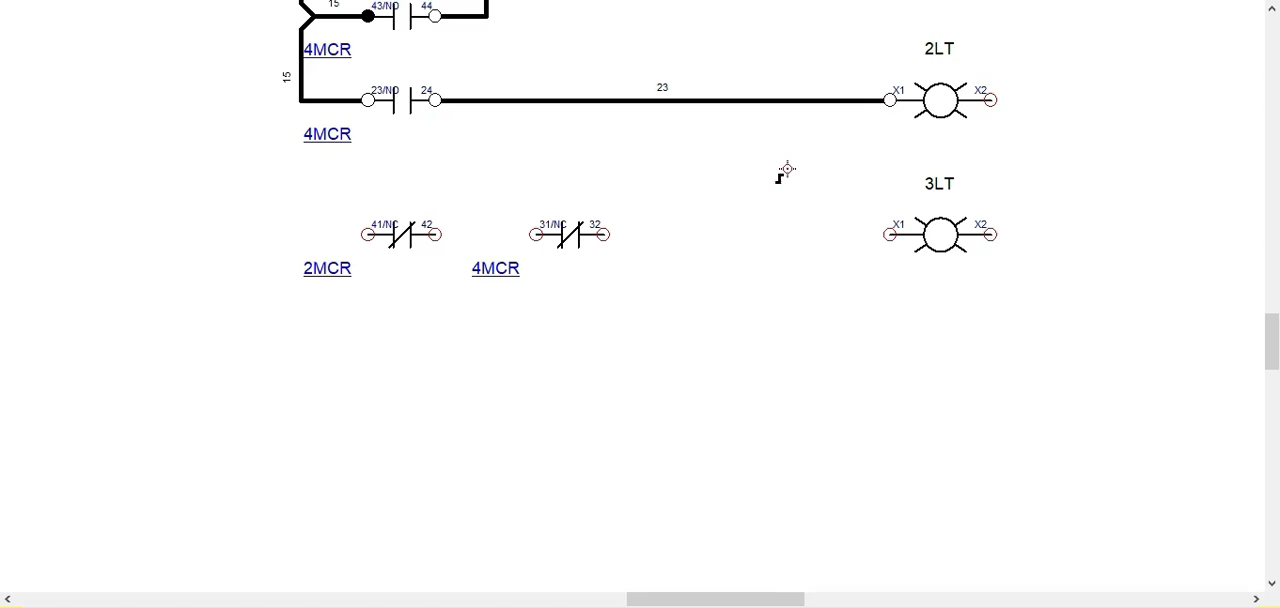 15
43/NO 44
4MCR
2LT
15
23/NO 24 23 X1 X2
4MCR
3LT
41/NC 42 31/NC 32 X1 X2
2MCR 4MCR